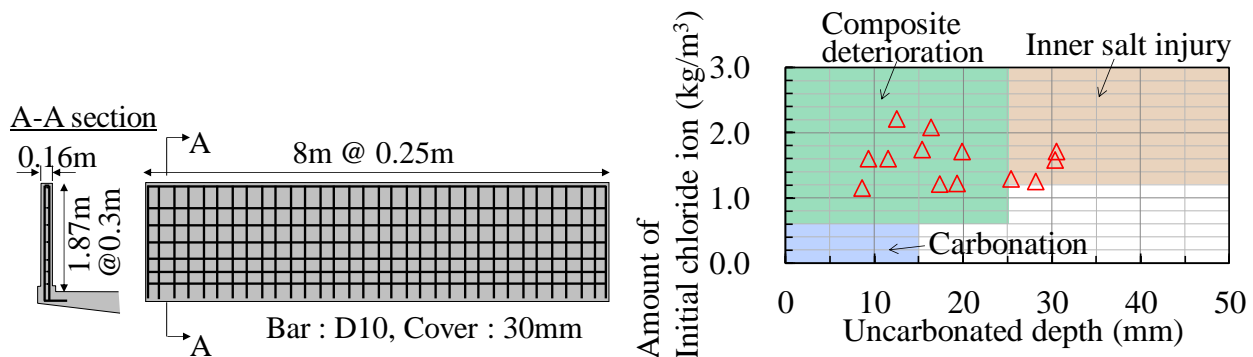 A-A section
0.16m
1.87m
@0.3m
A
8m @ 0.25m
A
Bar : D10, Cover : 30mm
Composite
deterioration
Inner salt injury
Amount of
Initial chloride ion (kg/m³)
3.0
2.0
1.0
0.0
Carbonation
0 10 20 30 40 50
Uncarbonated depth (mm)